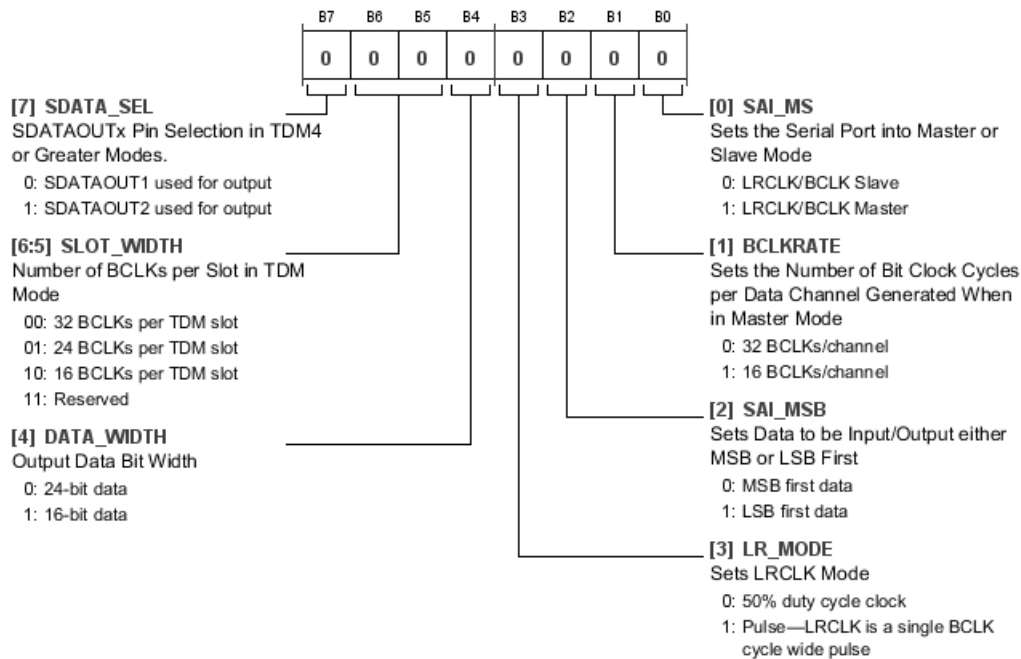 B7 B6 B5 B4 B3 B2 B1 B0
0 0 0 0 0 0 0 0
[7] SDATA_SEL
SDATAOUTx Pin Selection in TDM4
or Greater Modes.
0: SDATAOUT1 used for output
1: SDATAOUT2 used for output
[6:5] SLOT_WIDTH
Number of BCLKs per Slot in TDM
Mode
00: 32 BCLKs per TDM slot
01: 24 BCLKs per TDM slot
10: 16 BCLKs per TDM slot
11: Reserved
[4] DATA_WIDTH
Output Data Bit Width
0: 24-bit data
1: 16-bit data
[0] SAI_MS
Sets the Serial Port into Master or
Slave Mode
0: LRCLK/BCLK Slave
1: LRCLK/BCLK Master
[1] BCLKRATE
Sets the Number of Bit Clock Cycles
per Data Channel Generated When
in Master Mode
0: 32 BCLKs/channel
1: 16 BCLKs/channel
[2] SAI_MSB
Sets Data to be Input/Output either
MSB or LSB First
0: MSB first data
1: LSB first data
[3] LR_MODE
Sets LRCLK Mode
0: 50% duty cycle clock
1: Pulse—LRCLK is a single BCLK
cycle wide pulse